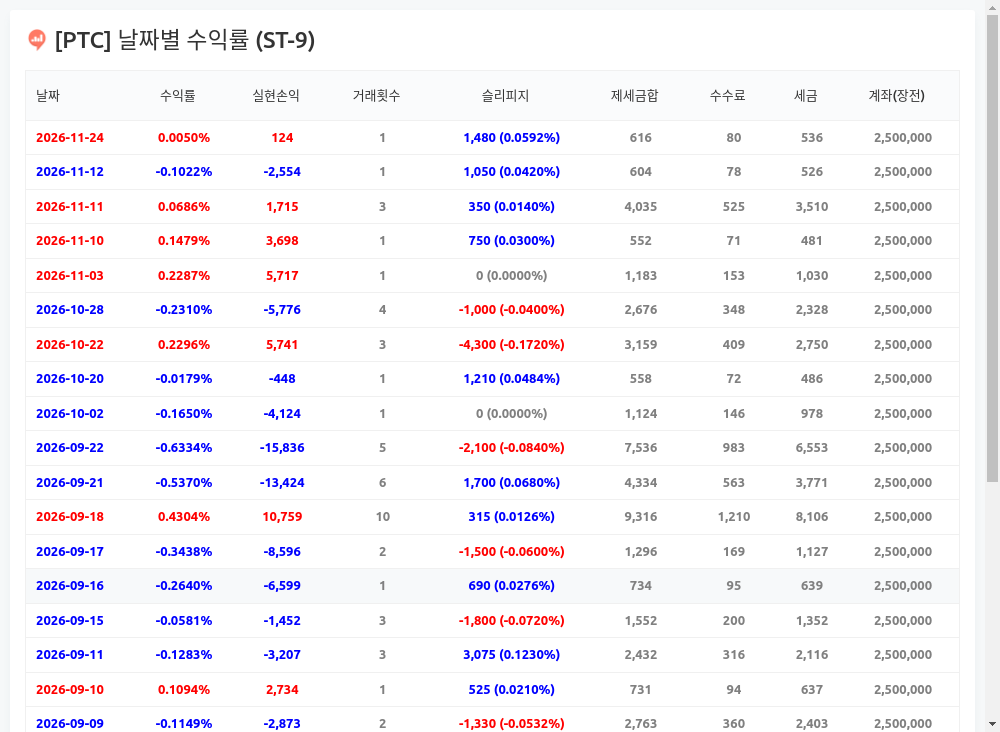 [PTC] 날짜별 수익률 (ST-9)
날짜 수익률 실현손익 거래횟수 슬리피지 제세금합 수수료 세금 계좌(장전)
2026-11-24 0.0050% 124 1 1,480 (0.0592%) 616 80 536 2,500,000
2026-11-12 -0.1022% -2,554 1 1,050 (0.0420%) 604 78 526 2,500,000
2026-11-11 0.0686% 1,715 3 350 (0.0140%) 4,035 525 3,510 2,500,000
2026-11-10 0.1479% 3,698 1 750 (0.0300%) 552 71 481 2,500,000
2026-11-03 0.2287% 5,717 1 0 (0.0000%) 1,183 153 1,030 2,500,000
2026-10-28 -0.2310% -5,776 4 -1,000 (-0.0400%) 2,676 348 2,328 2,500,000
2026-10-22 0.2296% 5,741 3 -4,300 (-0.1720%) 3,159 409 2,750 2,500,000
2026-10-20 -0.0179% -448 1 1,210 (0.0484%) 558 72 486 2,500,000
2026-10-02 -0.1650% -4,124 1 0 (0.0000%) 1,124 146 978 2,500,000
2026-09-22 -0.6334% -15,836 5 -2,100 (-0.0840%) 7,536 983 6,553 2,500,000
2026-09-21 -0.5370% -13,424 6 1,700 (0.0680%) 4,334 563 3,771 2,500,000
2026-09-18 0.4304% 10,759 10 315 (0.0126%) 9,316 1,210 8,106 2,500,000
2026-09-17 -0.3438% -8,596 2 -1,500 (-0.0600%) 1,296 169 1,127 2,500,000
2026-09-16 -0.2640% -6,599 1 690 (0.0276%) 734 95 639 2,500,000
2026-09-15 -0.0581% -1,452 3 -1,800 (-0.0720%) 1,552 200 1,352 2,500,000
2026-09-11 -0.1283% -3,207 3 3,075 (0.1230%) 2,432 316 2,116 2,500,000
2026-09-10 0.1094% 2,734 1 525 (0.0210%) 731 94 637 2,500,000
2026-09-09 -0.1149% -2,873 2 -1,330 (-0.0532%) 2,763 360 2,403 2,500,000